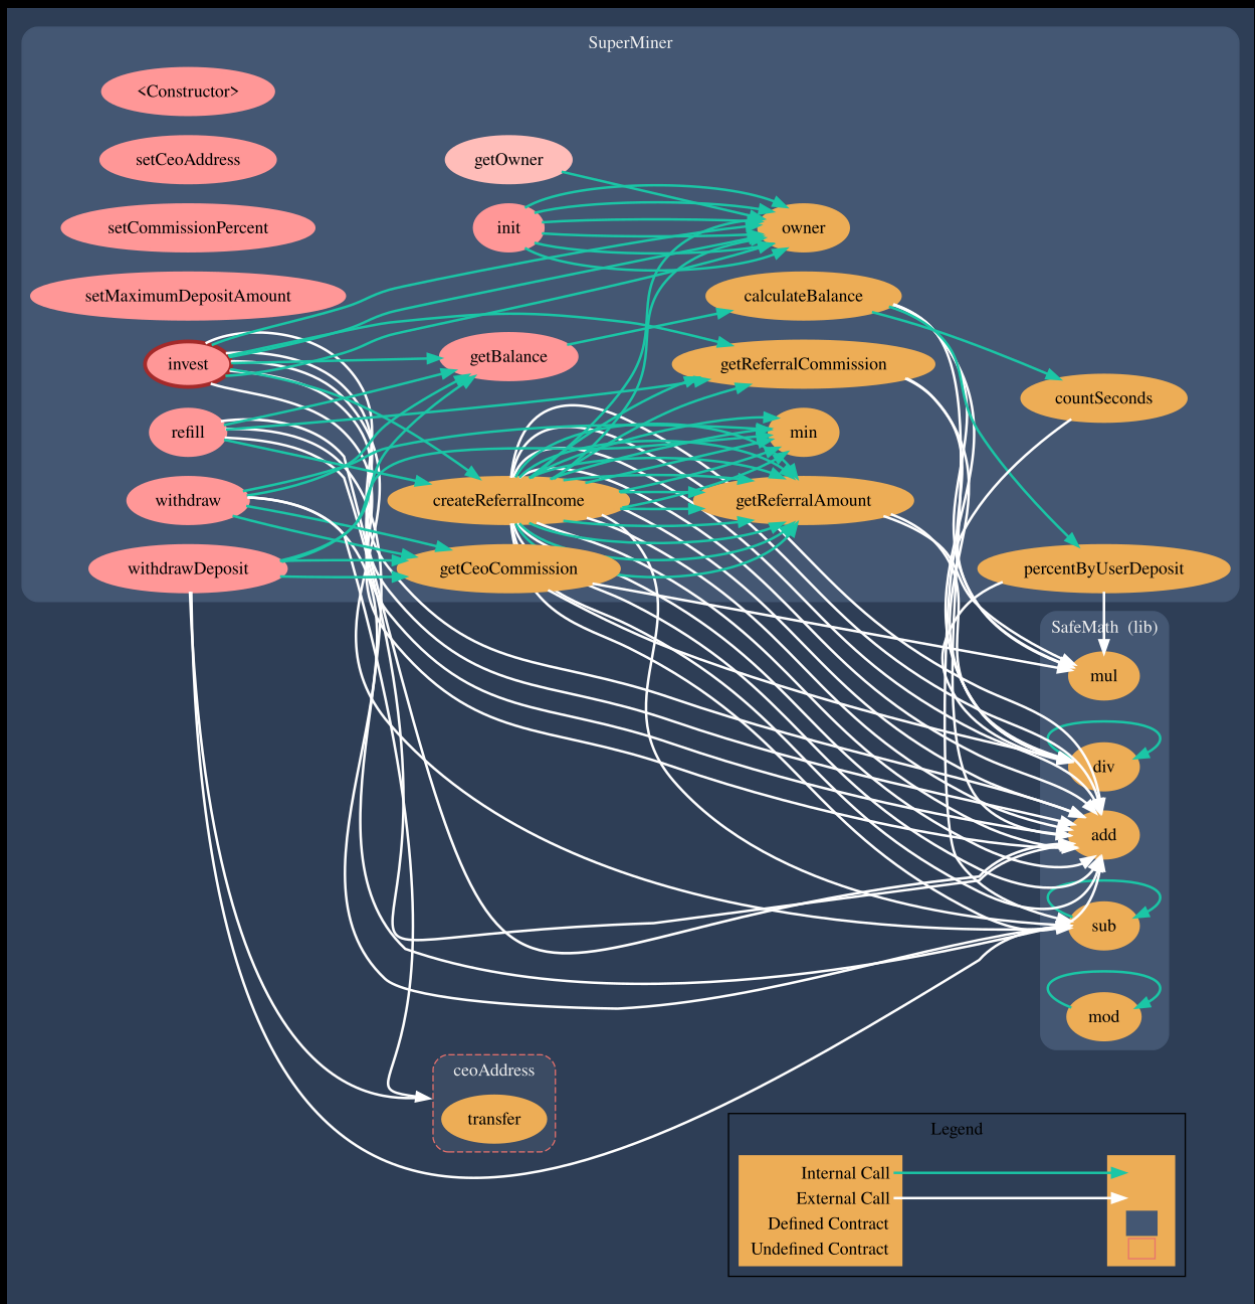 SuperMiner
<Constructor>
setCeoAddress
getOwner
setCommissionPercent
init
owner
setMaximumDepositAmount
calculateBalance
invest
getBalance
getReferralCommission
countSeconds
refill
min
withdraw
createReferralIncome
getReferralAmount
withdrawDeposit
getCeoCommission
percentByUserDeposit
SafeMath (lib)
mul
div
add
sub
mod
ceoAddress
transfer
Legend
Internal Call
External Call
Defined Contract
Undefined Contract